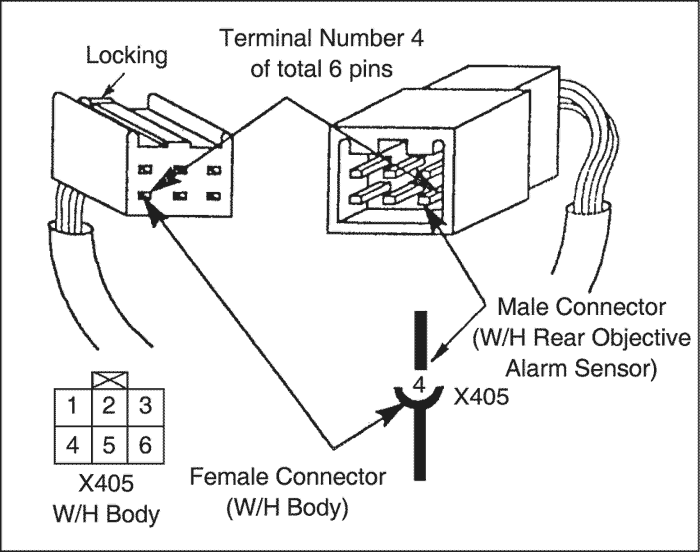 Terminal Number 4
of total 6 pins
Locking
Male Connector
(W/H Rear Objective
Alarm Sensor)
4
X405
1 2 3
4 5 6
X405
W/H Body
Female Connector
(W/H Body)